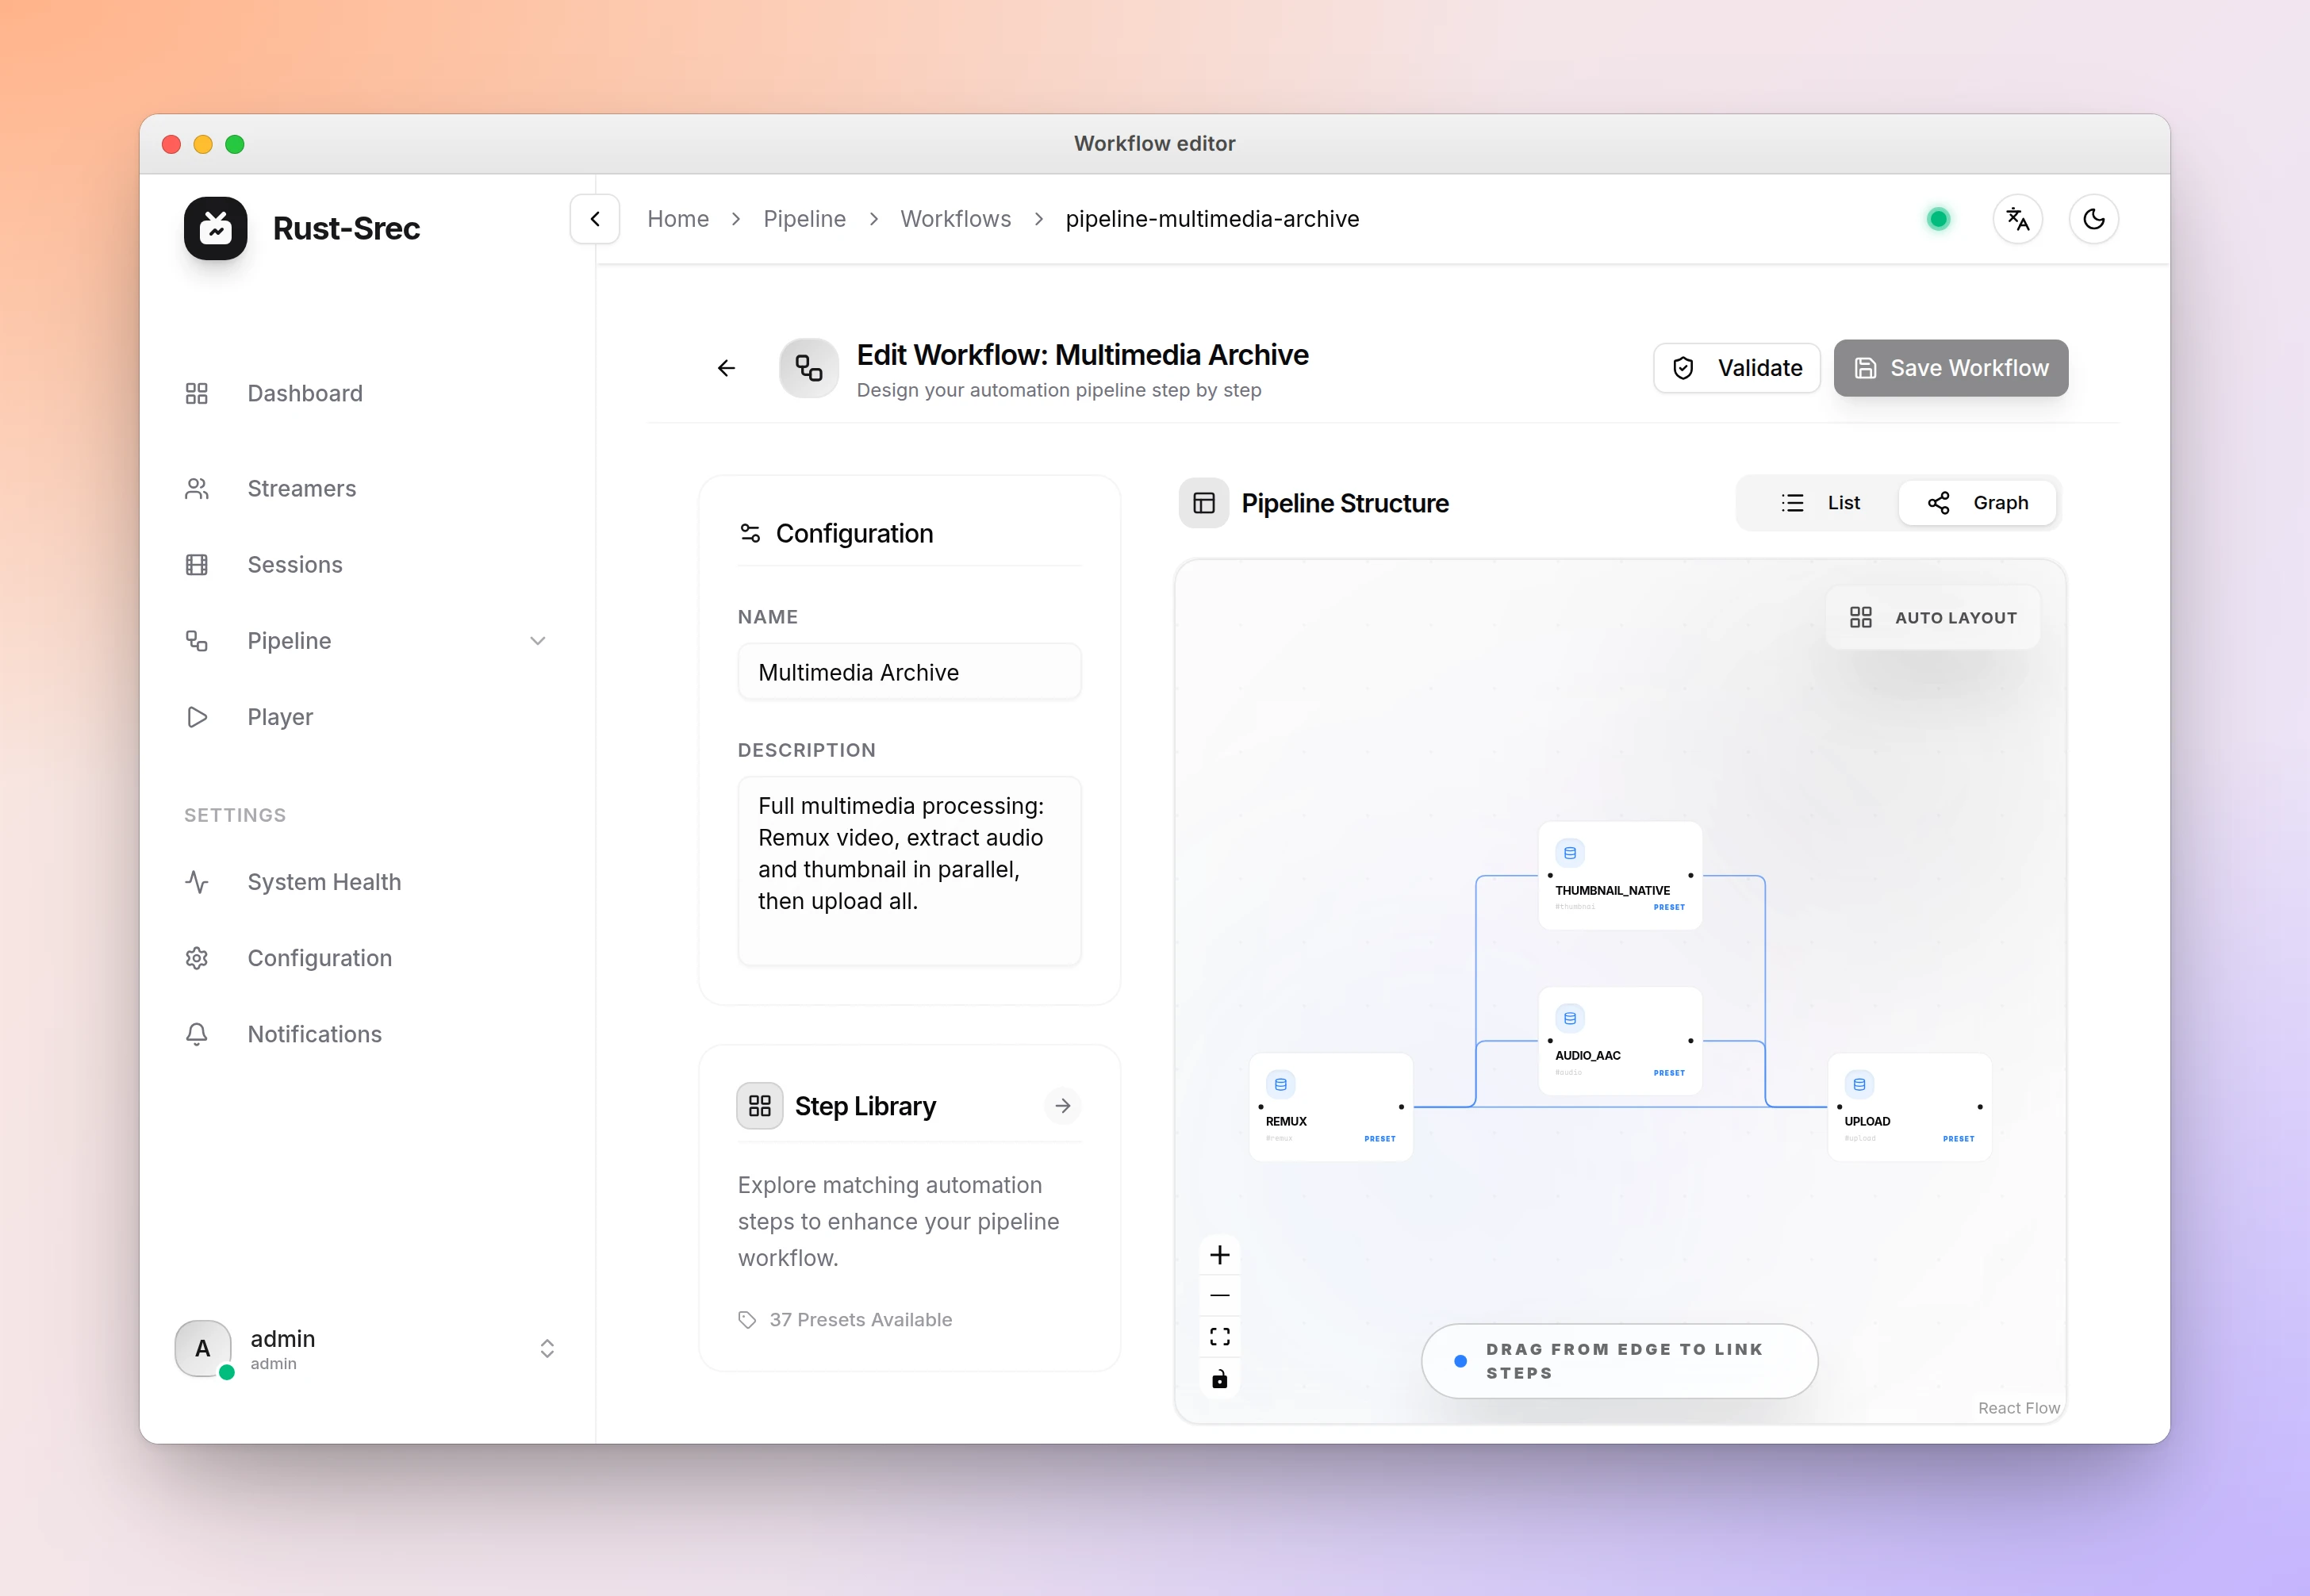 Workflow editor
Rust-Srec
Home
Pipeline
Workflows
pipeline-multimedia-archive
Dashboard
Streamers
Sessions
Pipeline
Player
SETTINGS
System Health
Configuration
Notifications
A
admin
admin
Edit Workflow: Multimedia Archive
Design your automation pipeline step by step
Validate
Save Workflow
Configuration
NAME
Multimedia Archive
DESCRIPTION
Full multimedia processing:
Remux video, extract audio
and thumbnail in parallel,
then upload all.
Step Library
Explore matching automation
steps to enhance your pipeline
workflow.
37 Presets Available
Pipeline Structure
List
Graph
AUTO LAYOUT
THUMBNAIL_NATIVE
#thumbnai
PRESET
AUDIO_AAC
#audio
PRESET
REMUX
#remux
PRESET
UPLOAD
#upload
PRESET
DRAG FROM EDGE TO LINK
STEPS
React Flow